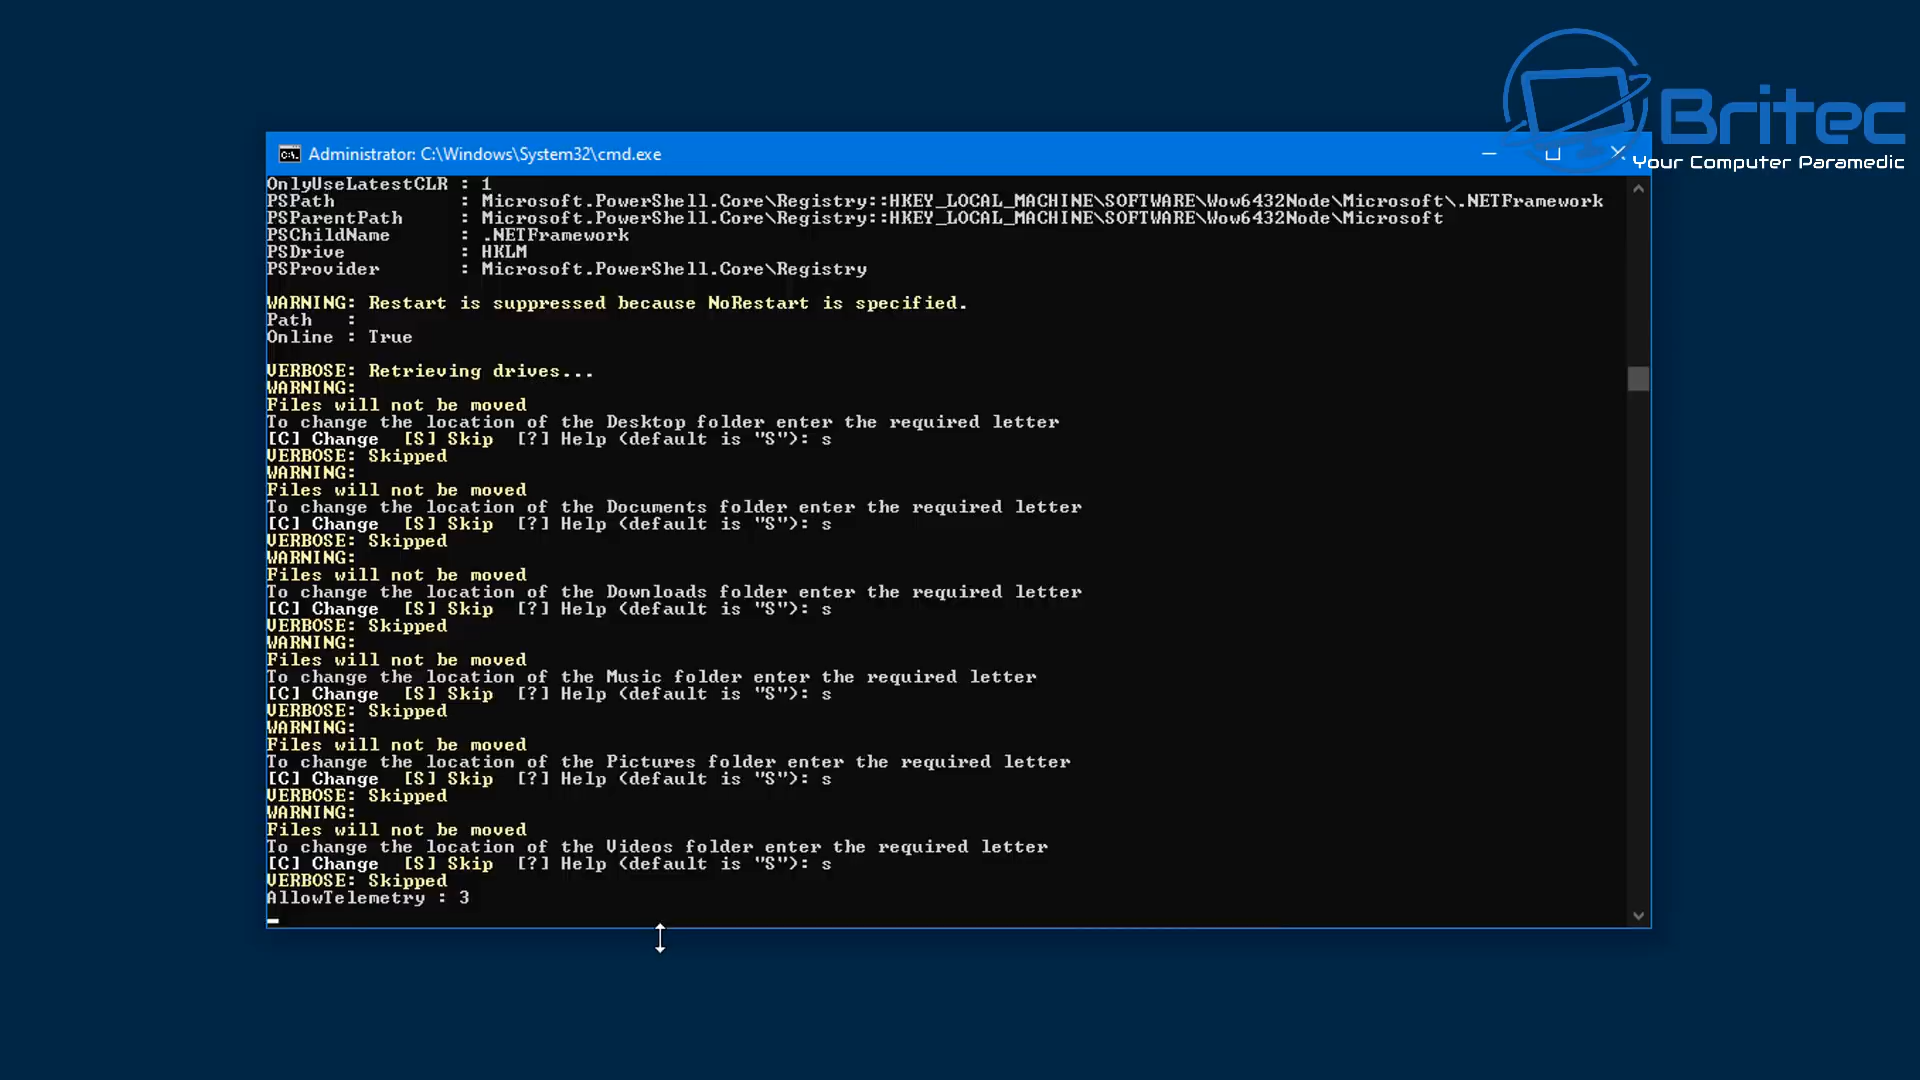 Britec
Your Computer Paramedic
Administrator: C:\Windows\System32\cmd.exe
OnlyUseLatestCLR : 1
PSPath           : Microsoft.PowerShell.Core\Registry::HKEY_LOCAL_MACHINE\SOFTWARE\Wow6432Node\Microsoft\.NETFramework
PSParentPath     : Microsoft.PowerShell.Core\Registry::HKEY_LOCAL_MACHINE\SOFTWARE\Wow6432Node\Microsoft
PSChildName      : .NETFramework
PSDrive          : HKLM
PSProvider       : Microsoft.PowerShell.Core\Registry
WARNING: Restart is suppressed because NoRestart is specified.
Path   :
Online : True
VERBOSE: Retrieving drives...
WARNING:
Files will not be moved
To change the location of the Desktop folder enter the required letter
[C] Change  [S] Skip  [?] Help (default is "S"): s
VERBOSE: Skipped
WARNING:
Files will not be moved
To change the location of the Documents folder enter the required letter
[C] Change  [S] Skip  [?] Help (default is "S"): s
VERBOSE: Skipped
WARNING:
Files will not be moved
To change the location of the Downloads folder enter the required letter
[C] Change  [S] Skip  [?] Help (default is "S"): s
VERBOSE: Skipped
WARNING:
Files will not be moved
To change the location of the Music folder enter the required letter
[C] Change  [S] Skip  [?] Help (default is "S"): s
VERBOSE: Skipped
WARNING:
Files will not be moved
To change the location of the Pictures folder enter the required letter
[C] Change  [S] Skip  [?] Help (default is "S"): s
VERBOSE: Skipped
WARNING:
Files will not be moved
To change the location of the Videos folder enter the required letter
[C] Change  [S] Skip  [?] Help (default is "S"): s
VERBOSE: Skipped
AllowTelemetry : 3